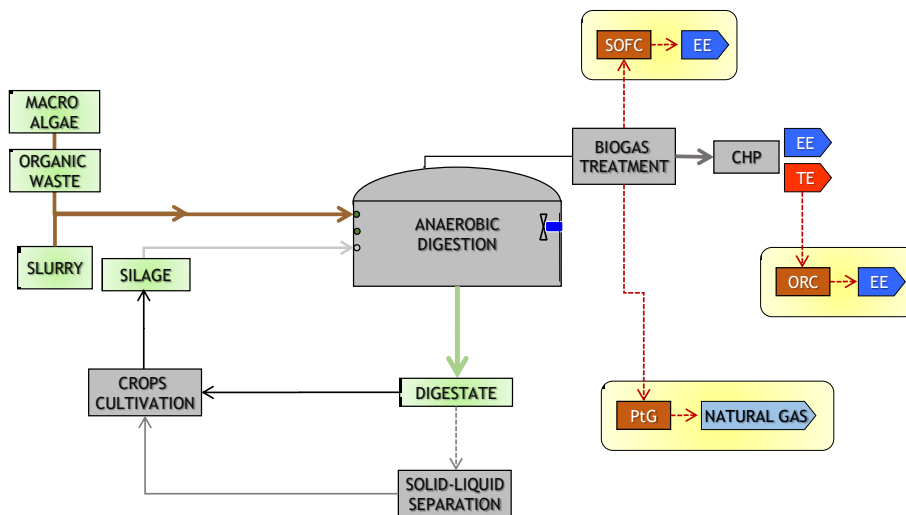 SOFC
EE
MACRO
ALGAE
ORGANIC
WASTE
BIOGAS
TREATMENT
CHP
EE
TE
ANAEROBIC
DIGESTION
SLURRY
SILAGE
ORC
EE
CROPS
CULTIVATION
DIGESTATE
PtG
NATURAL GAS
SOLID-LIQUID
SEPARATION